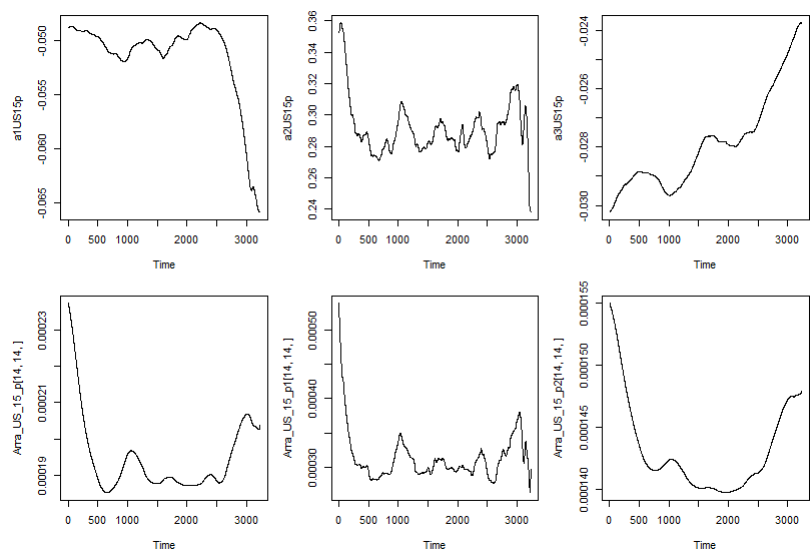 a1US15p
-0.050
-0.055
-0.060
-0.065
0 500 1000 2000 3000
Time
a2US15p
0.36
0.34
0.32
0.30
0.28
0.26
0.24
0 500 1000 2000 3000
Time
a3US15p
-0.024
-0.026
-0.028
-0.030
0 500 1000 2000 3000
Time
Arra_US_15_p[14, 14, ]
0.00023
0.00021
0.00019
0 500 1000 2000 3000
Time
Arra_US_15_p1[14, 14, ]
0.00050
0.00040
0.00030
0 500 1000 2000 3000
Time
Arra_US_15_p2[14, 14, ]
0.000155
0.000150
0.000145
0.000140
0 500 1000 2000 3000
Time